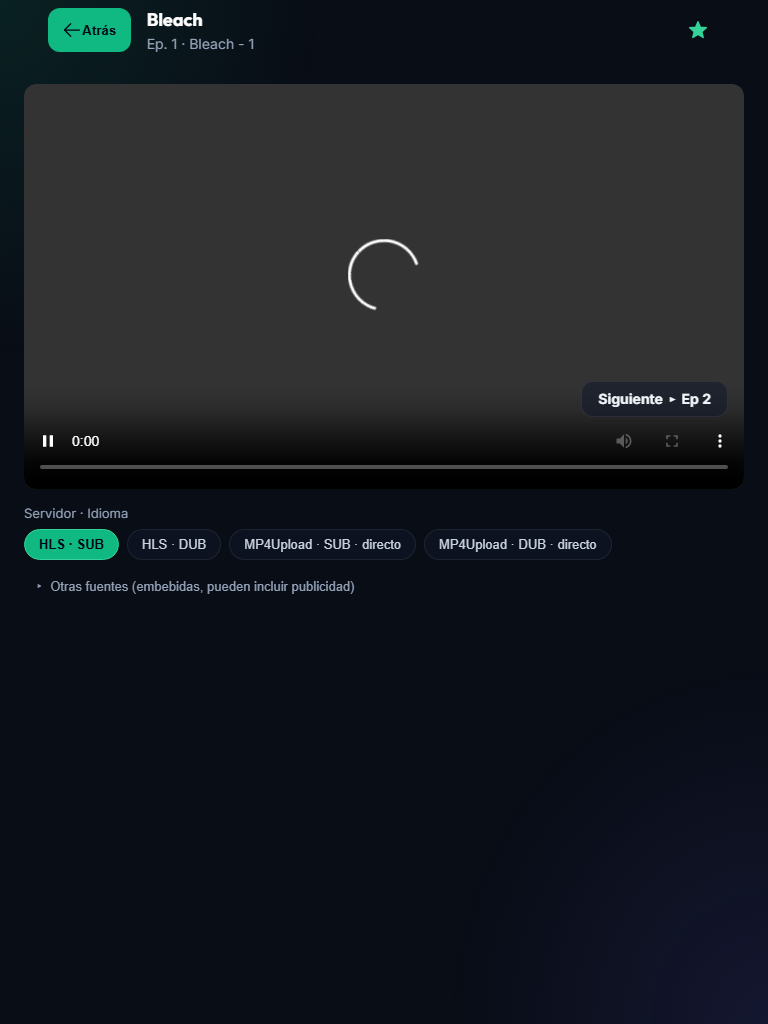 Atrás
Bleach
Ep. 1 · Bleach - 1
Siguiente ▸ Ep 2
0:00
Servidor · Idioma
HLS · SUB
HLS · DUB
MP4Upload · SUB · directo
MP4Upload · DUB · directo
▸ Otras fuentes (embebidas, pueden incluir publicidad)